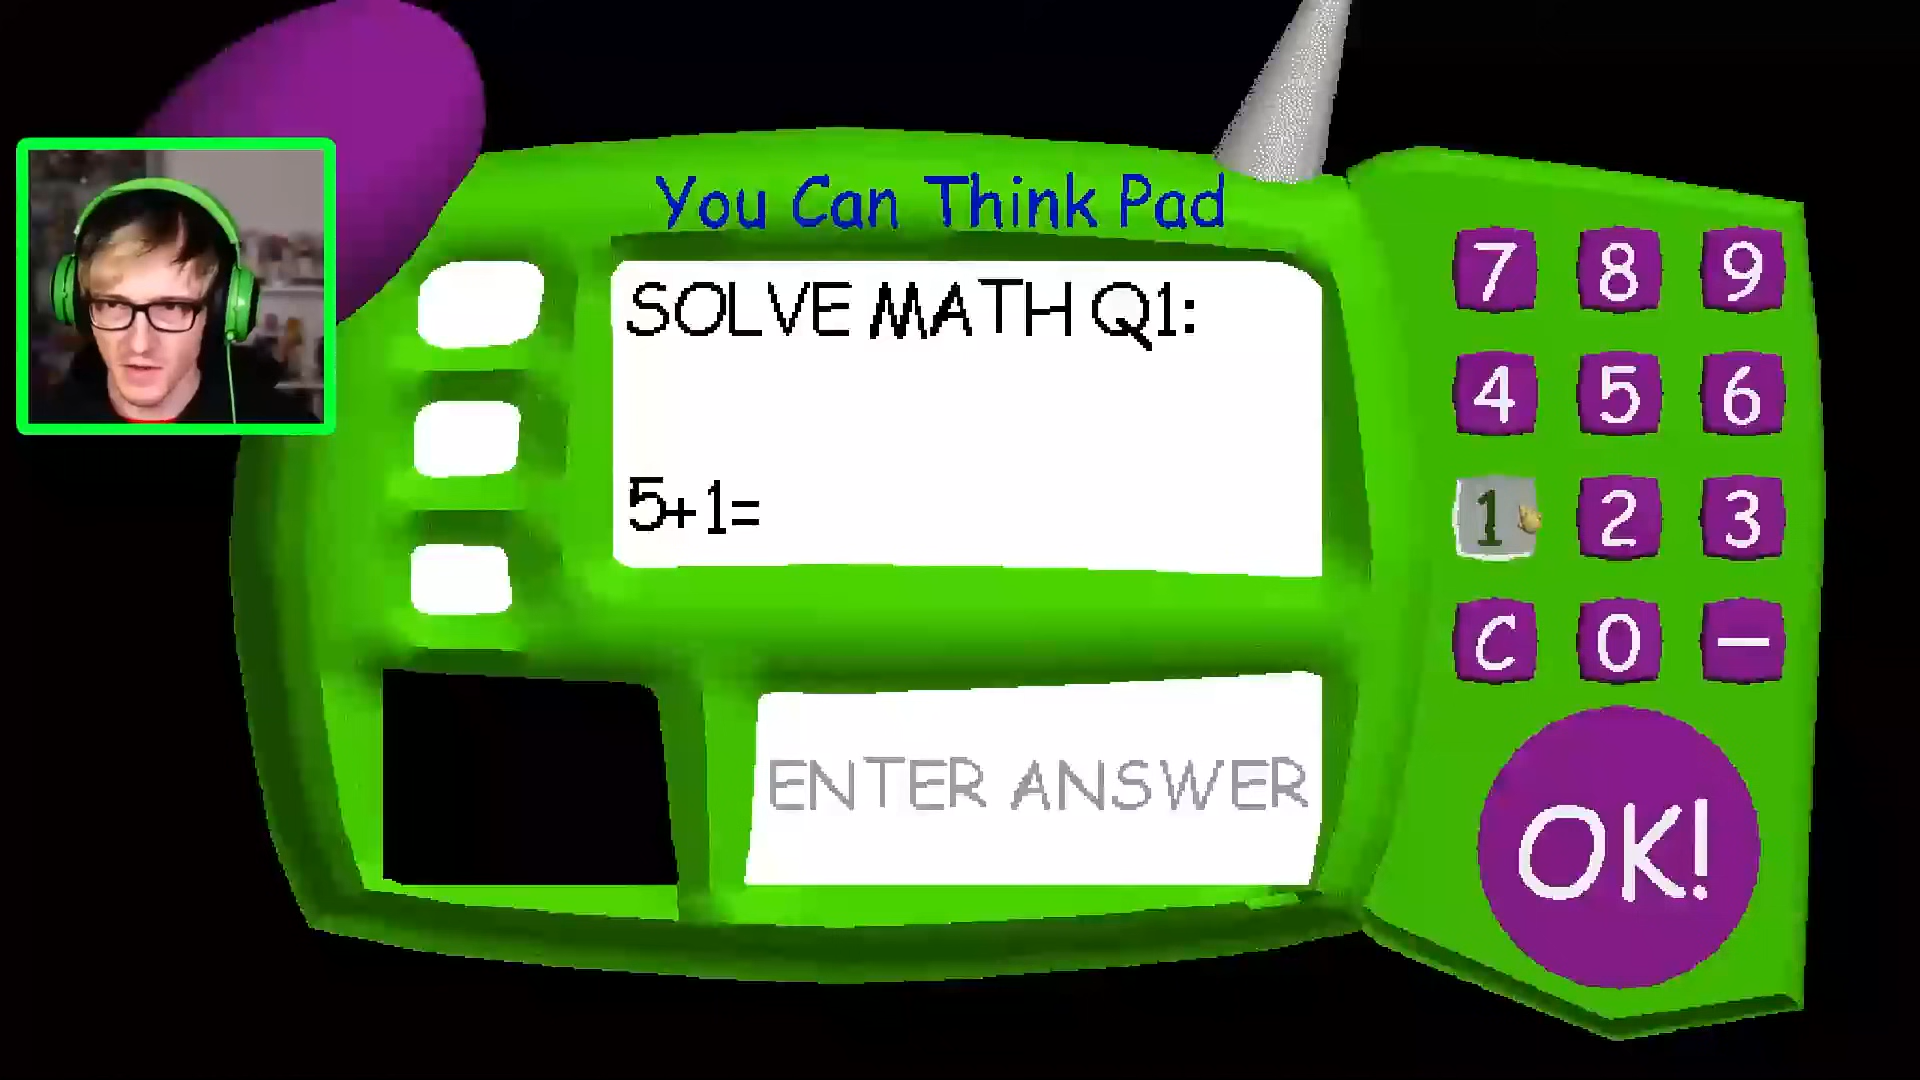 You Can Think Pad
SOLVE MATH Q1:
5+1=
7 8 9
4 5 6
1 2 3
C 0 –
ENTER ANSWER
OK!